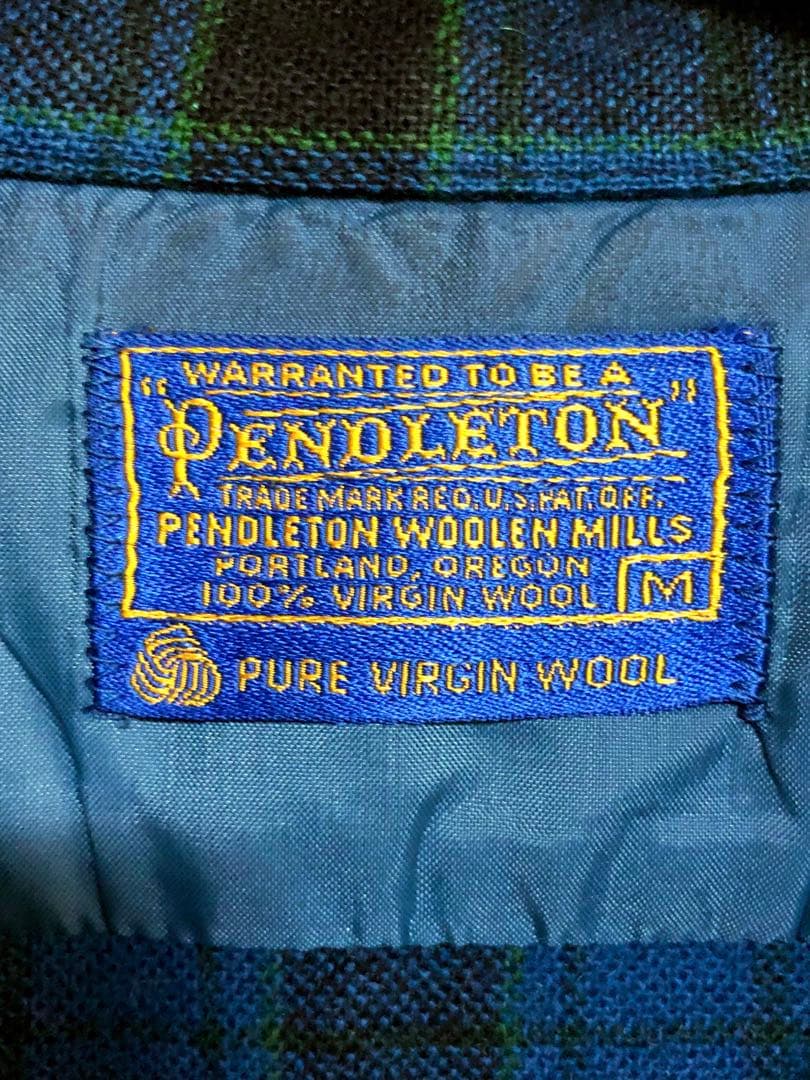 WARRANTED TO BE A
"PENDLETON"
TRADE MARK REG. U.S. PAT. OFF.
PENDLETON WOOLEN MILLS
PORTLAND, OREGON
100% VIRGIN WOOL M
PURE VIRGIN WOOL